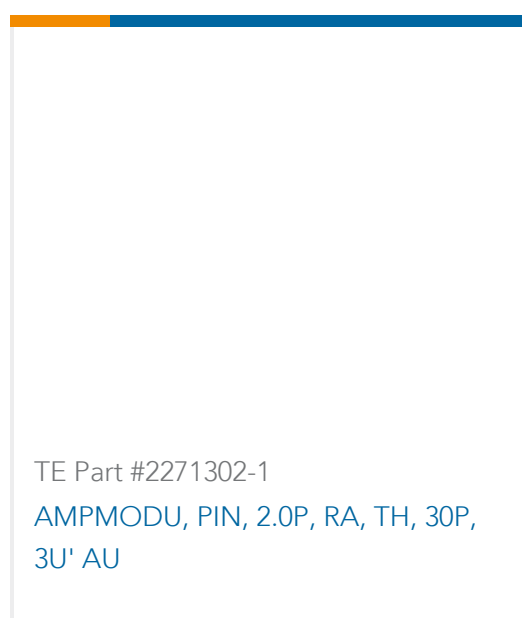 TE Part #2271302-1
AMPMODU, PIN, 2.0P, RA, TH, 30P,
3U' AU